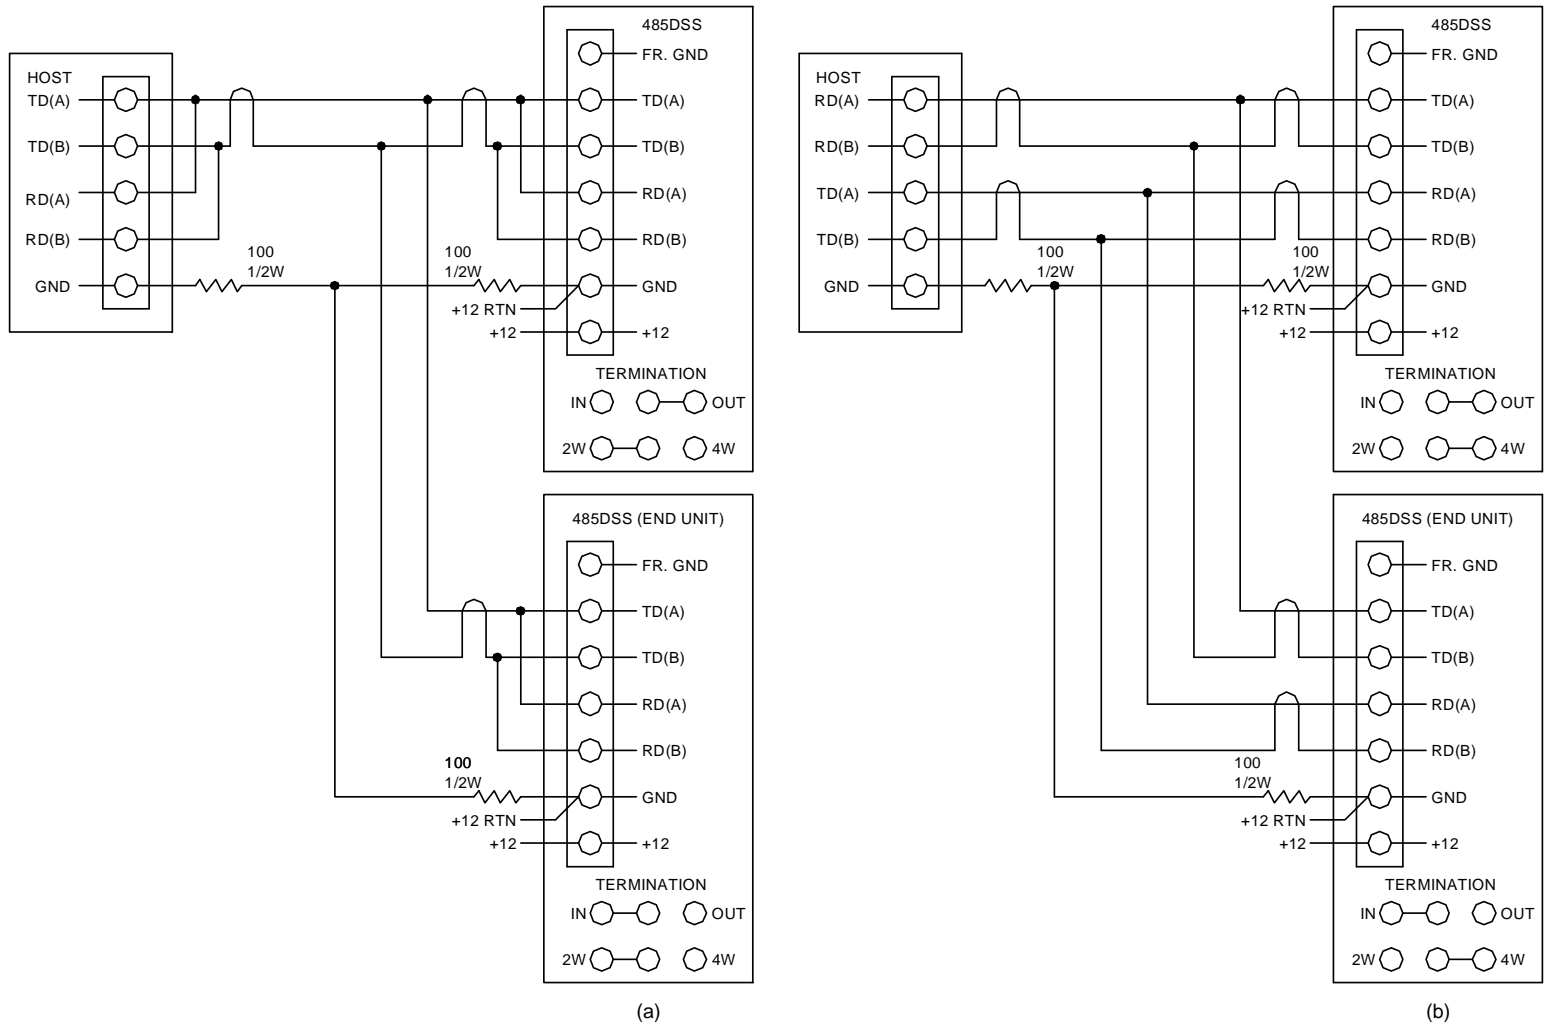 485DSS
FR. GND
HOST
TD(A)
TD(A)
TD(B)
TD(B)
RD(A)
RD(A)
RD(B)
RD(B)
100
1/2W
100
1/2W
GND
GND
+12 RTN
+12
+12
TERMINATION
IN
OUT
2W
4W
485DSS (END UNIT)
FR. GND
TD(A)
TD(B)
RD(A)
RD(B)
100
1/2W
GND
+12 RTN
+12
+12
TERMINATION
IN
OUT
2W
4W
(a)
485DSS
FR. GND
HOST
RD(A)
TD(A)
RD(B)
TD(B)
TD(A)
RD(A)
TD(B)
RD(B)
100
1/2W
100
1/2W
GND
GND
+12 RTN
+12
+12
TERMINATION
IN
OUT
2W
4W
485DSS (END UNIT)
FR. GND
TD(A)
TD(B)
RD(A)
RD(B)
100
1/2W
GND
+12 RTN
+12
+12
TERMINATION
IN
OUT
2W
4W
(b)